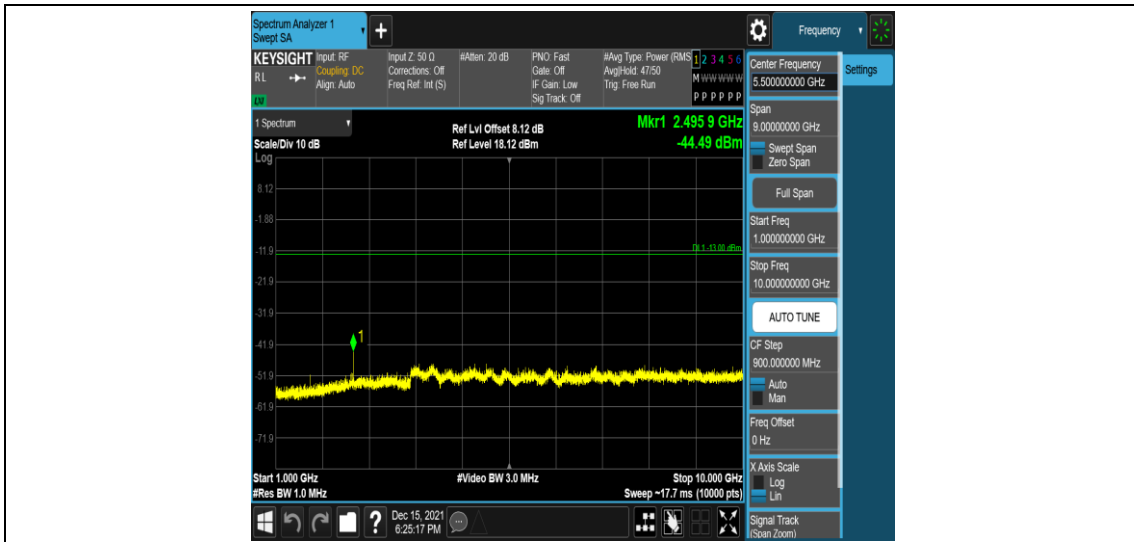 Spectrum Analyzer 1
Swept SA
+
Frequency
KEYSIGHT
RL
LXI
Input: RF
Coupling: DC
Align: Auto
Input Z: 50 Ω
Corrections: Off
Freq Ref: Int (S)
#Atten: 20 dB
PNO: Fast
Gate: Off
IF Gain: Low
Sig Track: Off
#Avg Type: Power (RMS
Avg|Hold: 47/50
Trig: Free Run
1 2 3 4 5 6
M W W W W W
P P P P P P
1 Spectrum
Scale/Div 10 dB
Ref Lvl Offset 8.12 dB
Ref Level 18.12 dBm
Mkr1 2.495 9 GHz
-44.49 dBm
Log
8.12
-1.88
-11.9
DL1 -13.00 dBm
-21.9
-31.9
-41.9
1
-51.9
-61.9
-71.9
Start 1.000 GHz
#Res BW 1.0 MHz
#Video BW 3.0 MHz
Stop 10.000 GHz
Sweep ~17.7 ms (10000 pts)
Center Frequency
5.500000000 GHz
Settings
Span
9.00000000 GHz
Swept Span
Zero Span
Full Span
Start Freq
1.000000000 GHz
Stop Freq
10.000000000 GHz
AUTO TUNE
CF Step
900.000000 MHz
Auto
Man
Freq Offset
0 Hz
X Axis Scale
Log
Lin
Signal Track
(Span Zoom)
?
Dec 15, 2021
6:25:17 PM